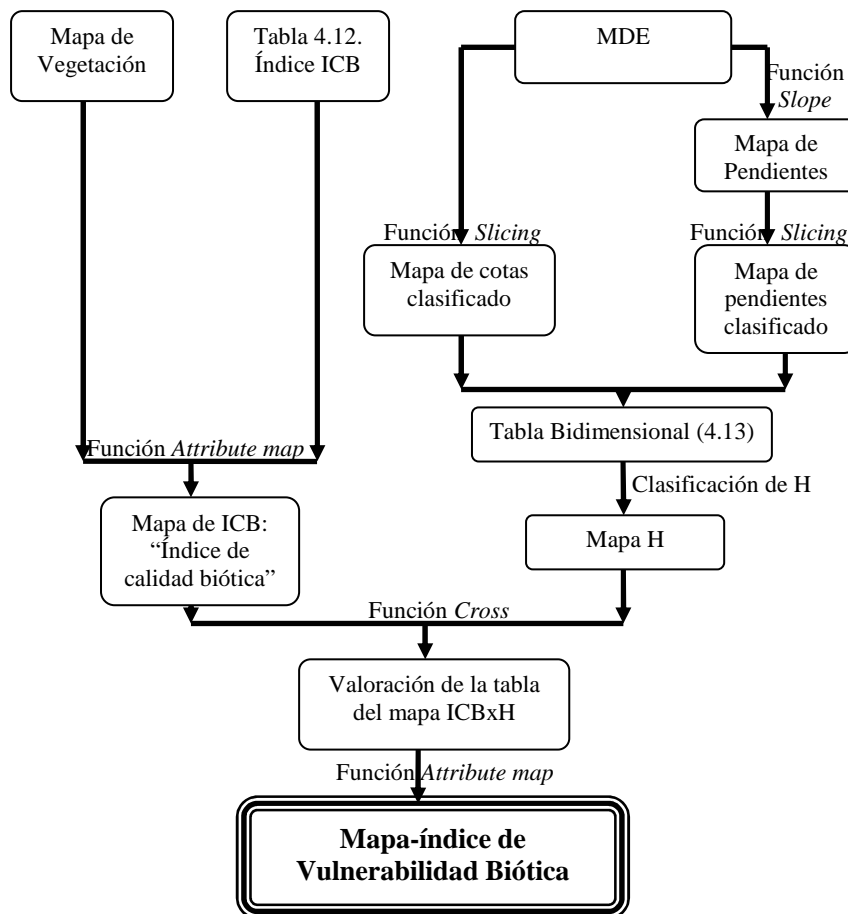 Mapa de
Vegetación
Tabla 4.12.
Índice ICB
MDE
Función
Slope
Mapa de
Pendientes
Función Slicing
Función Slicing
Mapa de cotas
clasificado
Mapa de
pendientes
clasificado
Tabla Bidimensional (4.13)
Función Attribute map
Clasificación de H
Mapa de ICB:
“Índice de
calidad biótica”
Mapa H
Función Cross
Valoración de la tabla
del mapa ICBxH
Función Attribute map
Mapa-índice de
Vulnerabilidad Biótica